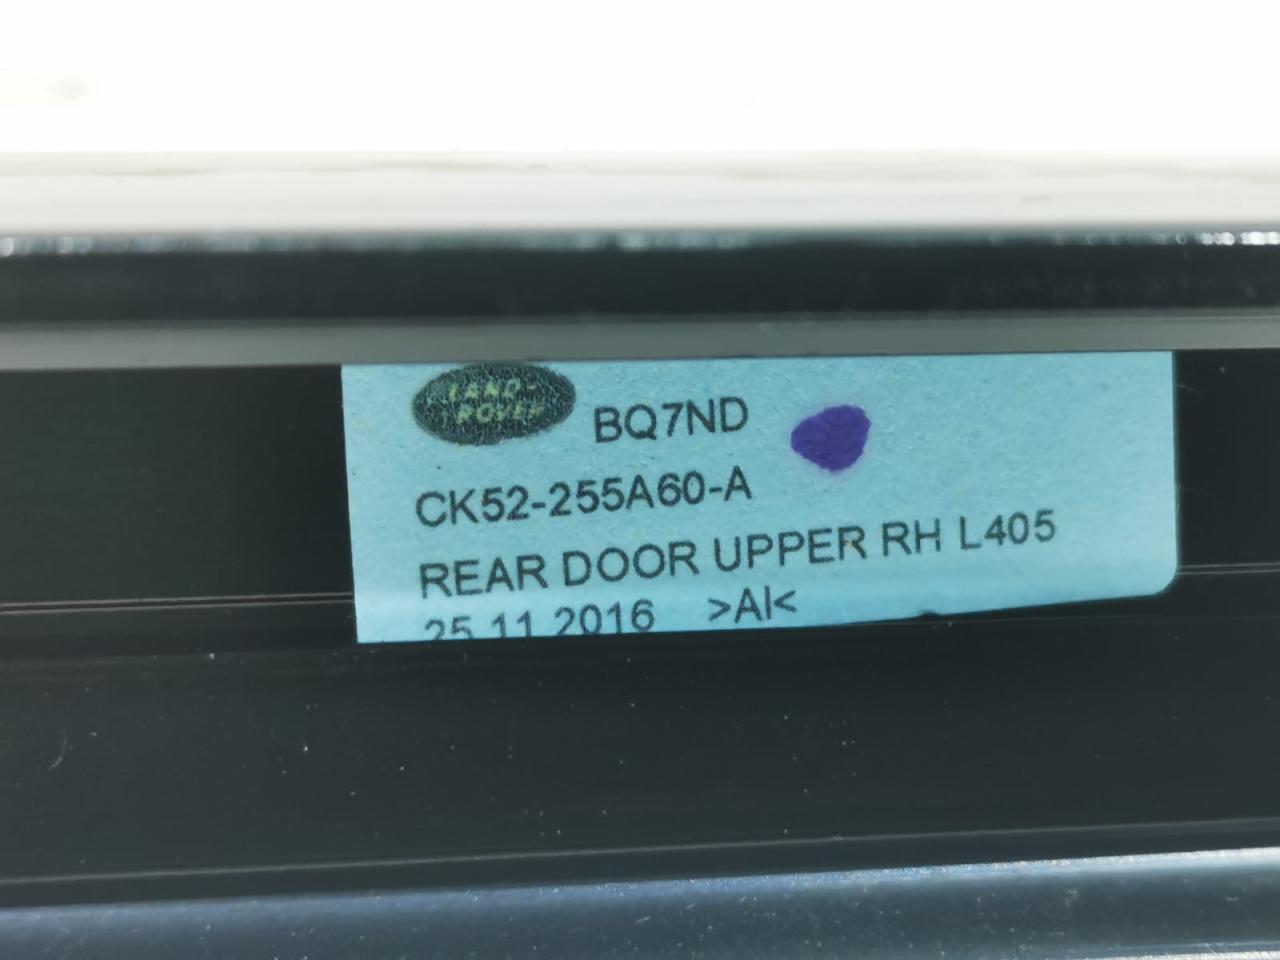 LAND-
ROVER
BQ7ND
CK52-255A60-A
REAR DOOR UPPER RH L405
25.11.2016 >AI<